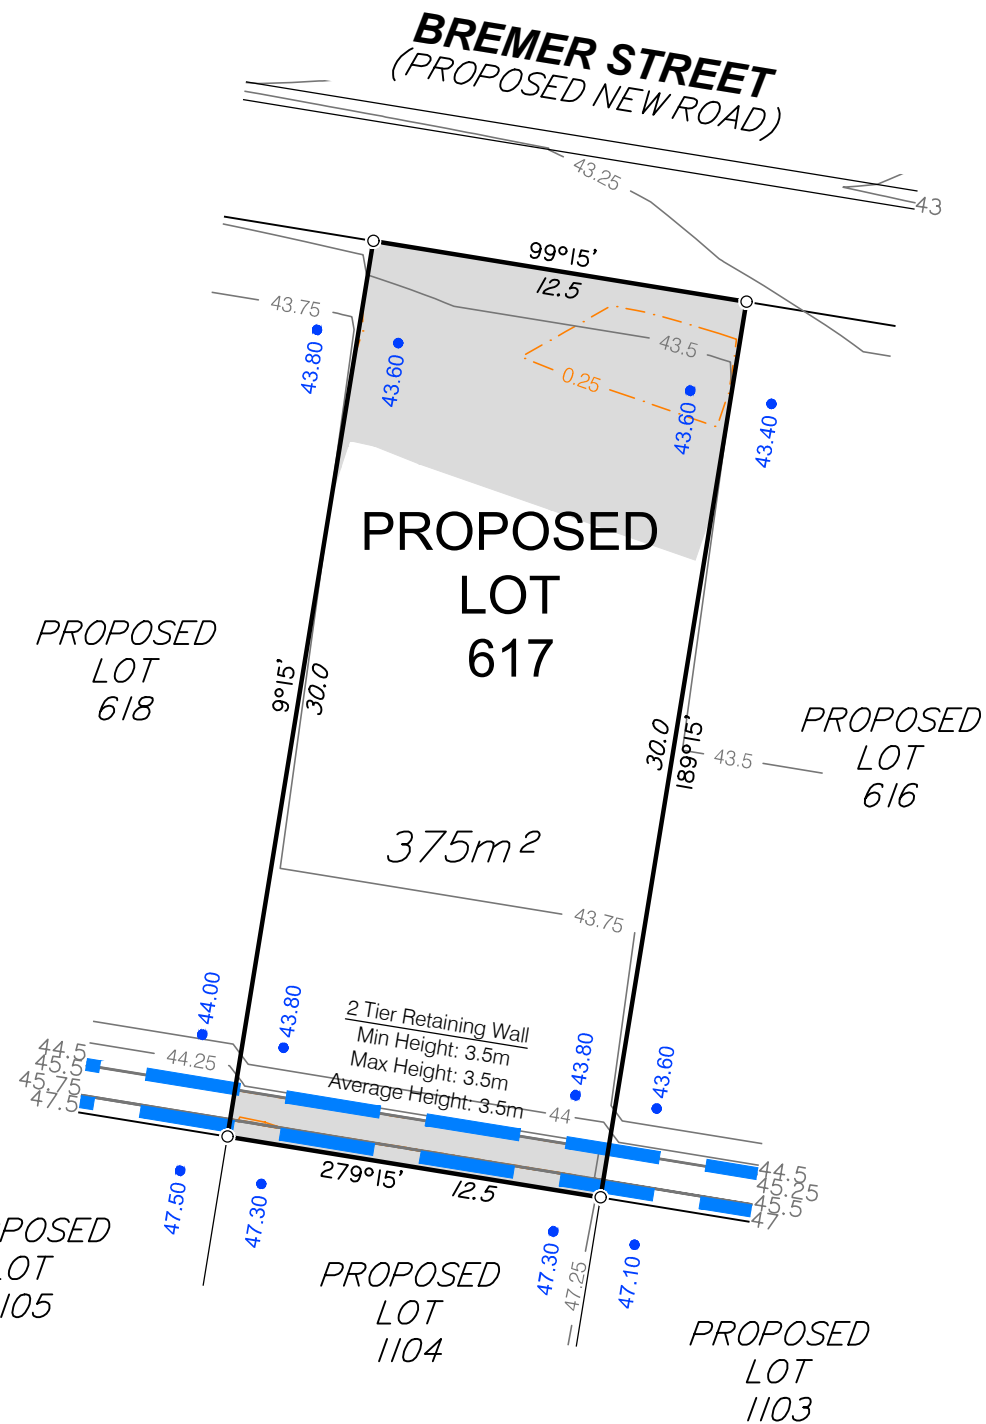 BREMER STREET
(PROPOSED NEW ROAD)
43.25
43
99°15'
12.5
43.75
43.80
43.60
43.5
0.25
43.60
43.40
PROPOSED
LOT
617
PROPOSED
LOT
618
9°15'
30.0
30.0
189°15'
PROPOSED
LOT
616
43.5
375m²
43.75
44.00
43.80
2 Tier Retaining Wall
Min Height: 3.5m
Max Height: 3.5m
Average Height: 3.5m
43.80
43.60
44.5
45.5
45.75
47.5
44.25
44
44.5
45.25
45.5
47
279°15'
12.5
47.50
47.30
47.30
47.25
47.10
POSED
OT
105
PROPOSED
LOT
1104
PROPOSED
LOT
1103